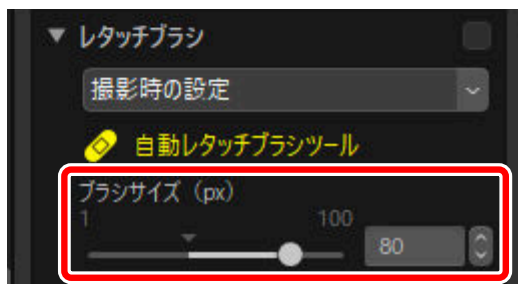 レタッチブラシ
撮影時の設定
自動レタッチブラシツール
ブラシサイズ（px）
1 100
80